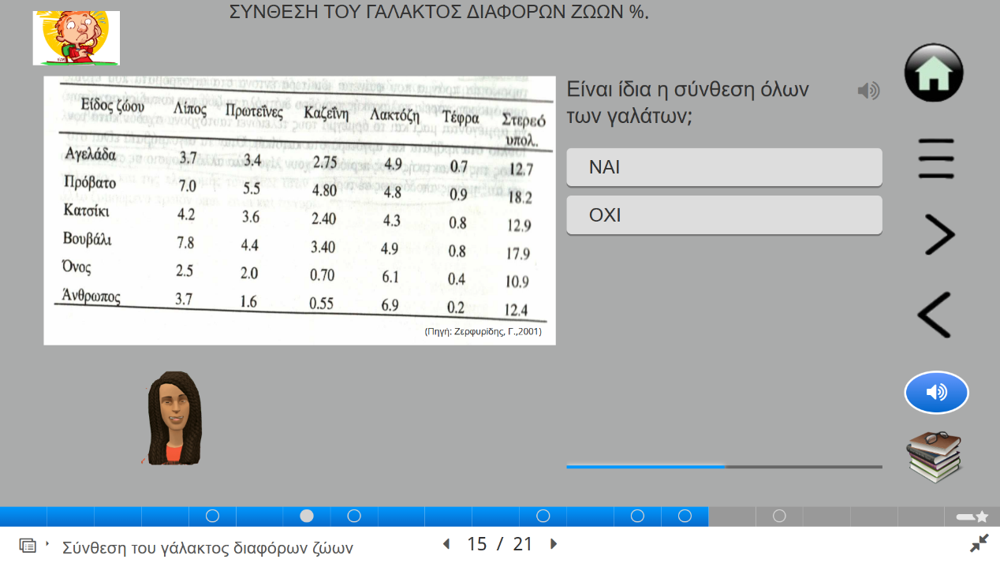 ΣΥΝΘΕΣΗ ΤΟΥ ΓΑΛΑΚΤΟΣ ΔΙΑΦΟΡΩΝ ΖΩΩΝ %.
Είδος ζώου Λίπος Πρωτεΐνες Καζεΐνη Λακτόζη Τέφρα Στερεό υπολ.
Αγελάδα 3.7 3.4 2.75 4.9 0.7 12.7
Πρόβατο 7.0 5.5 4.80 4.8 0.9 18.2
Κατσίκι 4.2 3.6 2.40 4.3 0.8 12.9
Βουβάλι 7.8 4.4 3.40 4.9 0.8 17.9
Όνος 2.5 2.0 0.70 6.1 0.4 10.9
Άνθρωπος 3.7 1.6 0.55 6.9 0.2 12.4
(Πηγή: Ζερφυρίδης, Γ.,2001)
Είναι ίδια η σύνθεση όλων
των γαλάτων;
ΝΑΙ
ΟΧΙ
Σύνθεση του γάλακτος διαφόρων ζώων
15 / 21